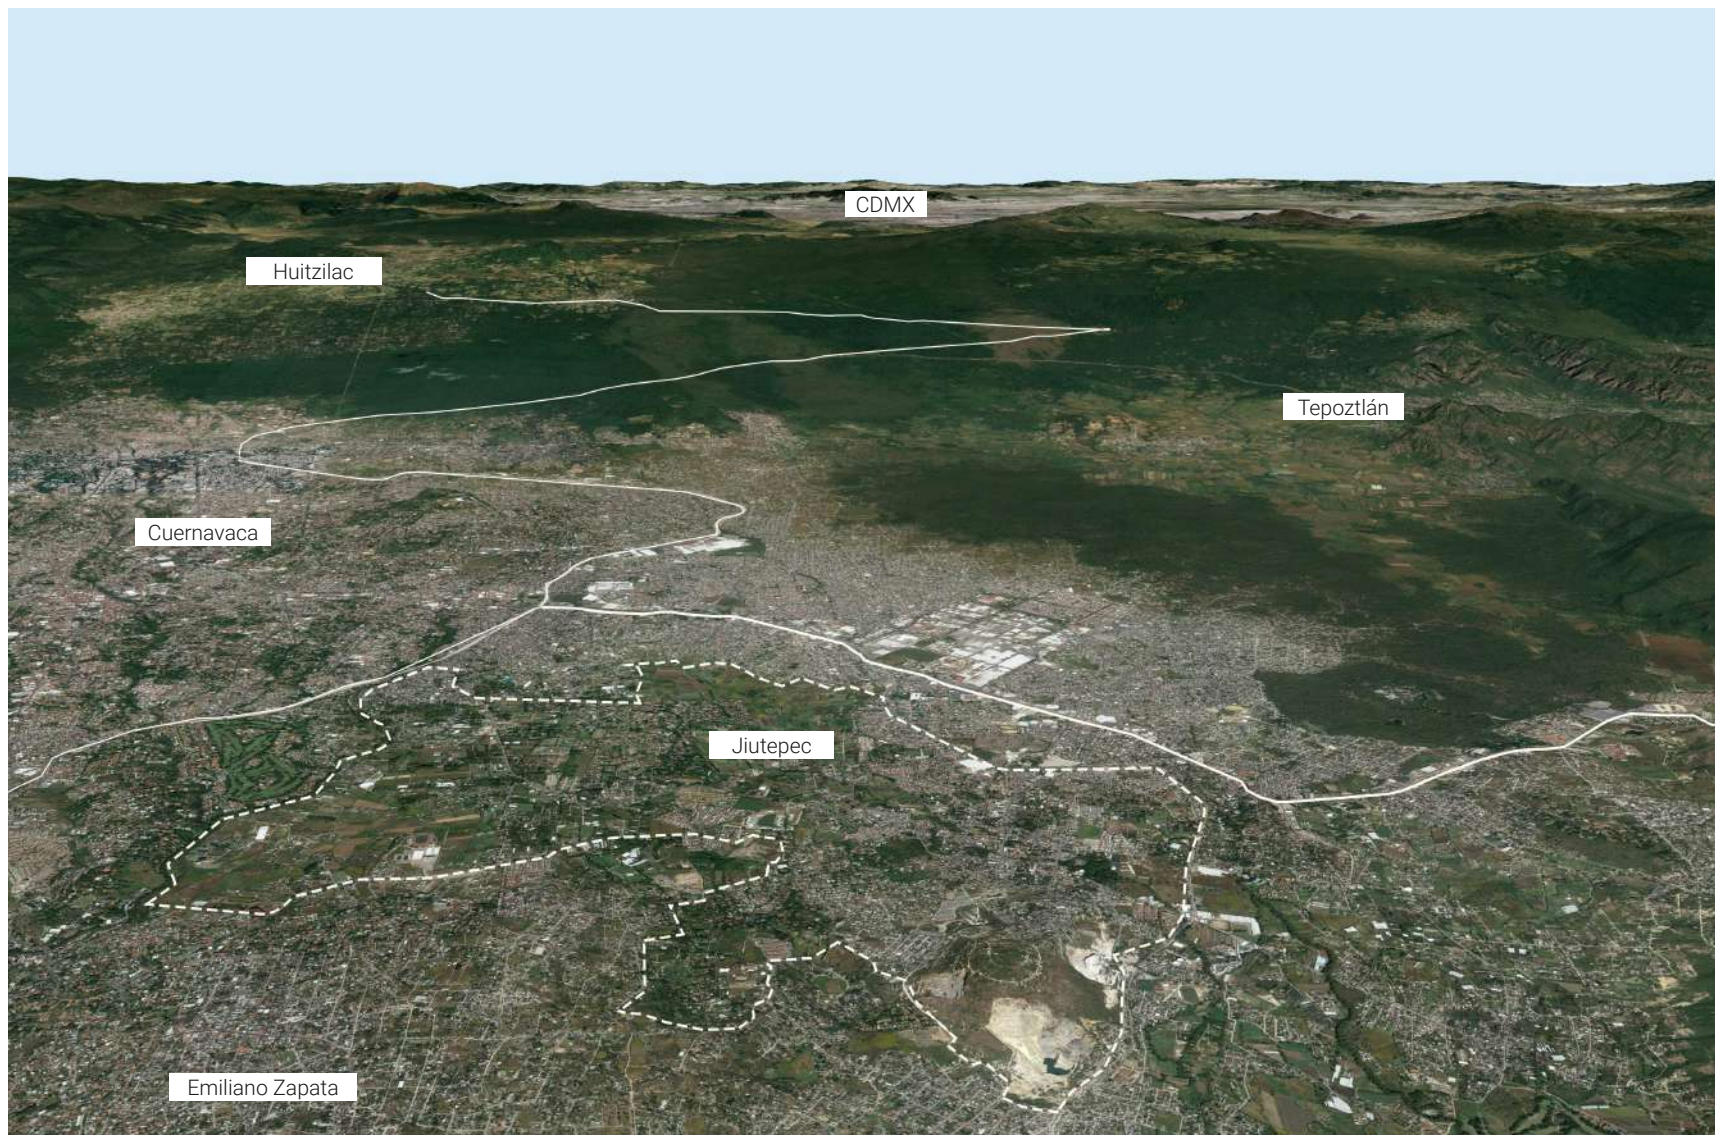 CDMX
Huitzilac
Tepoztlán
Cuernavaca
Jiutepec
Emiliano Zapata